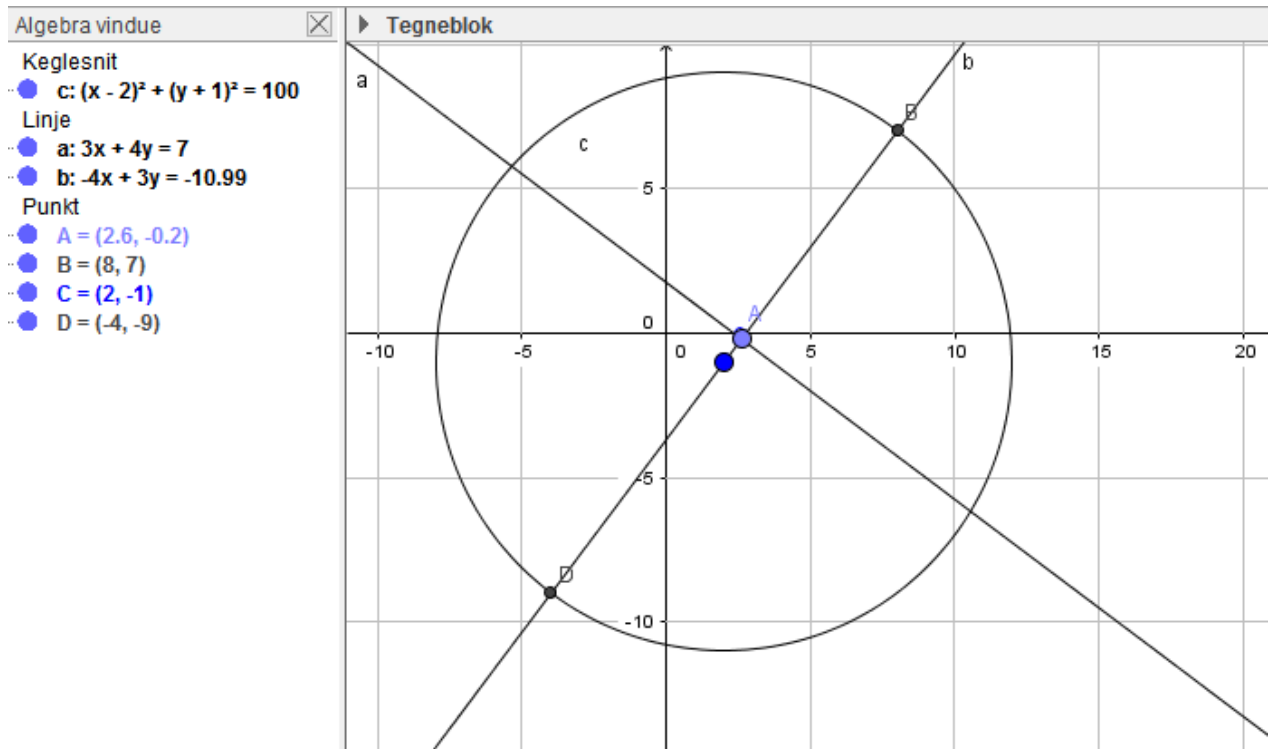 Algebra vindue
Keglesnit
c: (x - 2)² + (y + 1)² = 100
Linje
a: 3x + 4y = 7
b: -4x + 3y = -10.99
Punkt
A = (2.6, -0.2)
B = (8, 7)
C = (2, -1)
D = (-4, -9)
Tegneblok
a
b
B
c
5
A
0
-10
-5
0
5
10
15
20
-5
D
-10